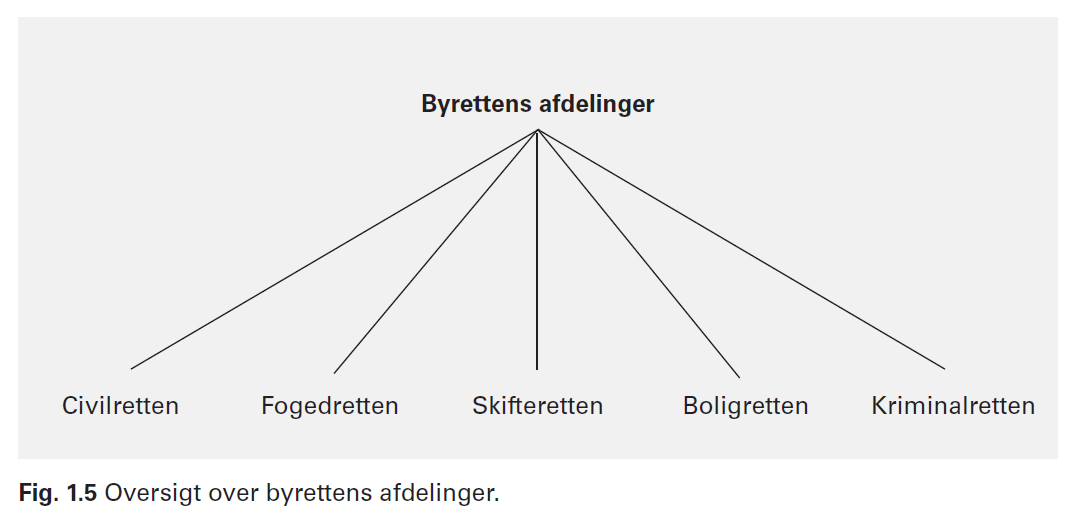 Byrettens afdelinger
Civilretten Fogedretten Skifteretten Boligretten Kriminalretten
Fig. 1.5 Oversigt over byrettens afdelinger.